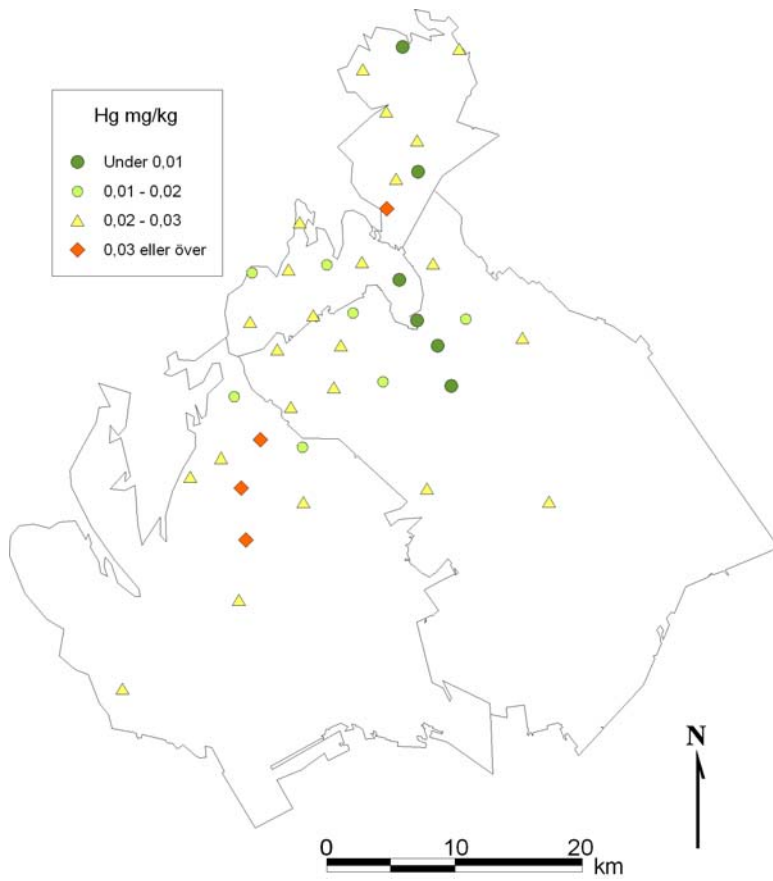 Hg mg/kg
Under 0,01
0,01 - 0,02
0,02 - 0,03
0,03 eller över
N
0 10 20
km